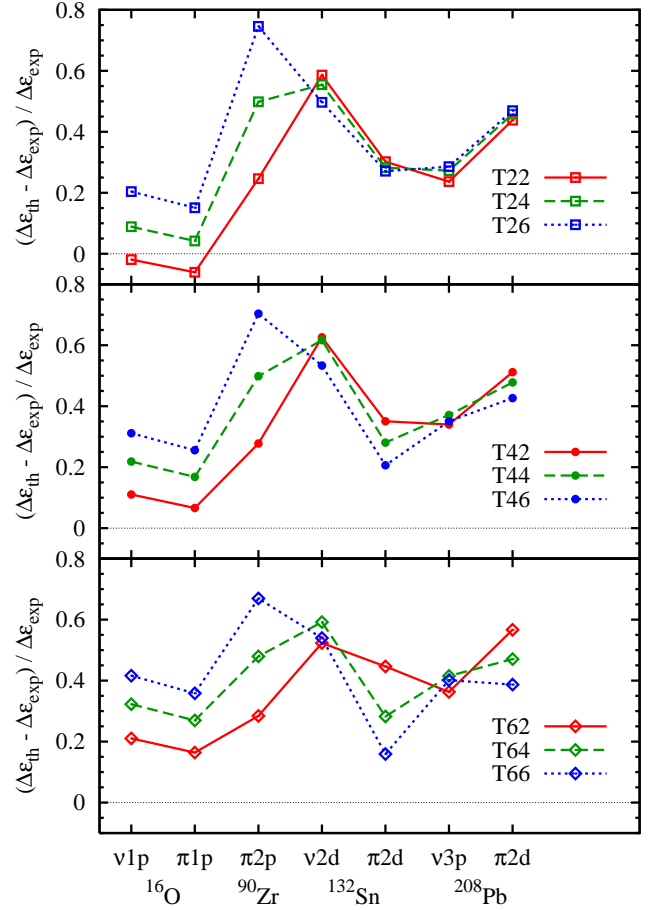 0.8
0.6
0.4
0.2
0
(Δε_th - Δε_exp) / Δε_exp
T22
T24
T26
0.8
0.6
0.4
0.2
0
(Δε_th - Δε_exp) / Δε_exp
T42
T44
T46
0.8
0.6
0.4
0.2
0
(Δε_th - Δε_exp) / Δε_exp
T62
T64
T66
ν1p π1p π2p ν2d π2d ν3p π2d
¹⁶O ⁹⁰Zr ¹³²Sn ²⁰⁸Pb